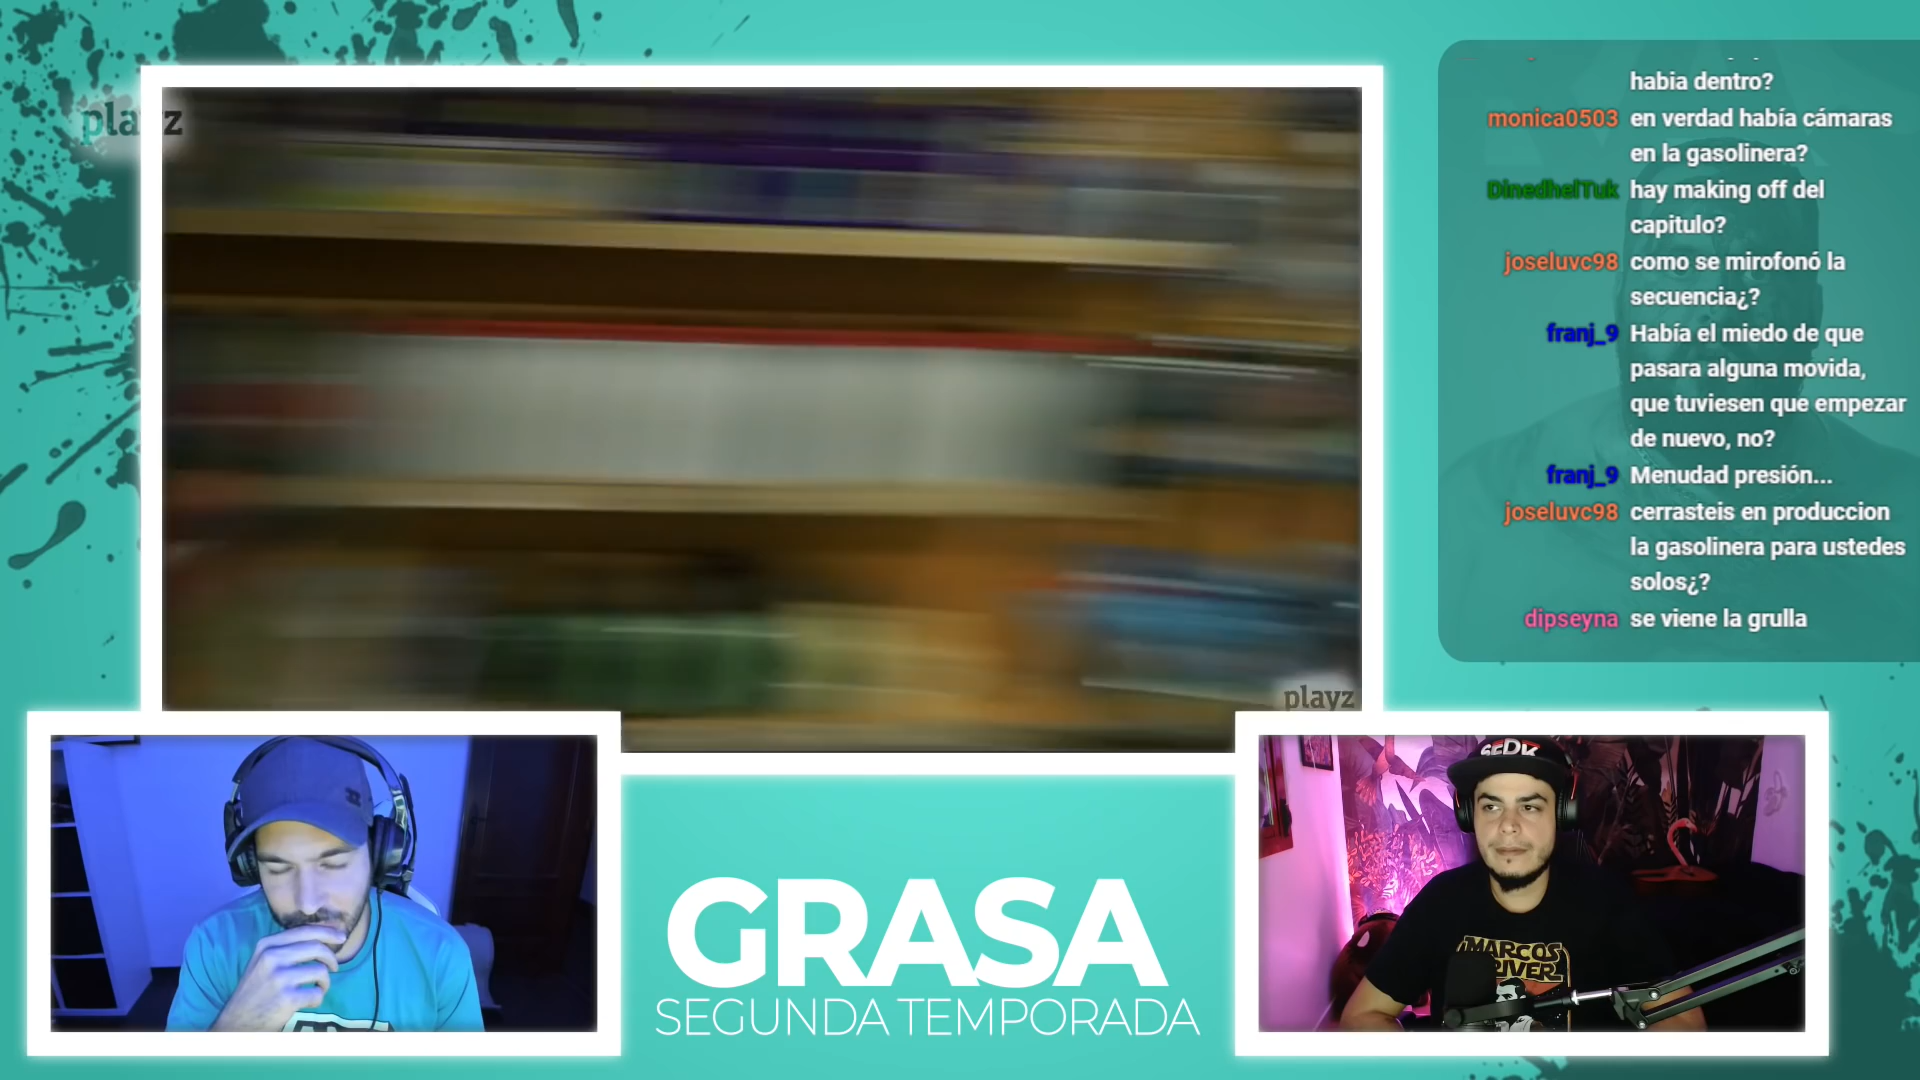 playz
habia dentro?
monica0503 en verdad había cámaras
en la gasolinera?
DinedhelTuk hay making off del
capitulo?
joseluvc98 como se mirofonó la
secuencia¿?
franj_9 Había el miedo de que
pasara alguna movida,
que tuviesen que empezar
de nuevo, no?
franj_9 Menudad presión...
joseluvc98 cerrasteis en produccion
la gasolinera para ustedes
solos¿?
dipseyna se viene la grulla
playz
MARCOS
RIVER
GRASA
SEGUNDA TEMPORADA